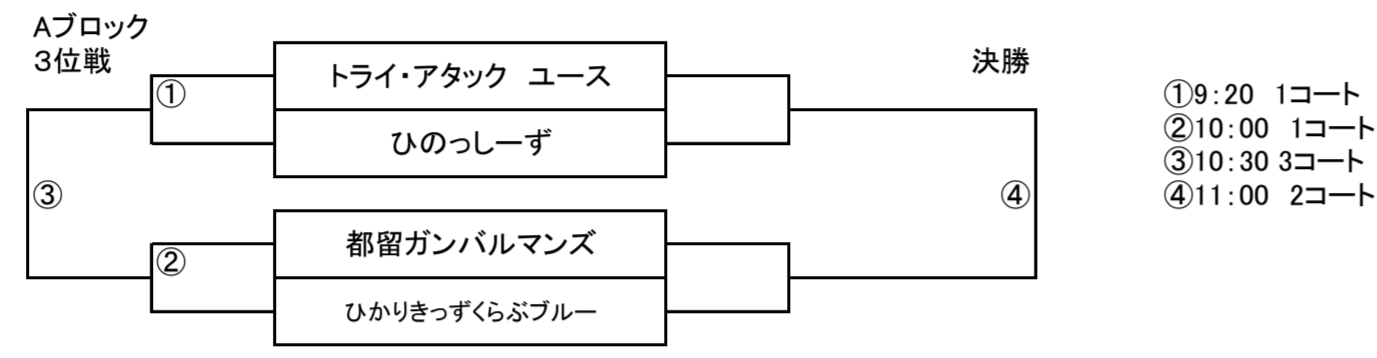 Aブロック
３位戦
決勝
①
トライ・アタック　ユース
ひのっしーず
③
④
②
都留ガンバルマンズ
ひかりきっずくらぶブルー
①9：20　1コート
②10：00　1コート
③10：30 3コート
④11：00　2コート